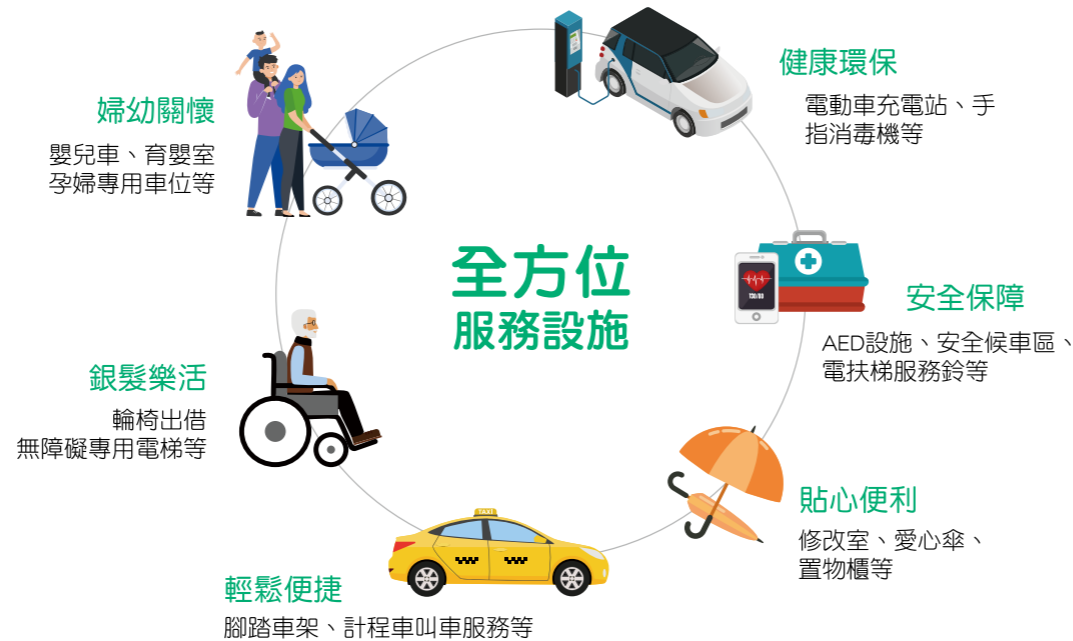 全方位
服務設施
健康環保
電動車充電站、手
指消毒機等
安全保障
AED設施、安全候車區、
電扶梯服務鈴等
貼心便利
修改室、愛心傘、
置物櫃等
輕鬆便捷
腳踏車架、計程車叫車服務等
TAXI
銀髮樂活
輪椅出借
無障礙專用電梯等
婦幼關懷
嬰兒車、育嬰室
孕婦專用車位等